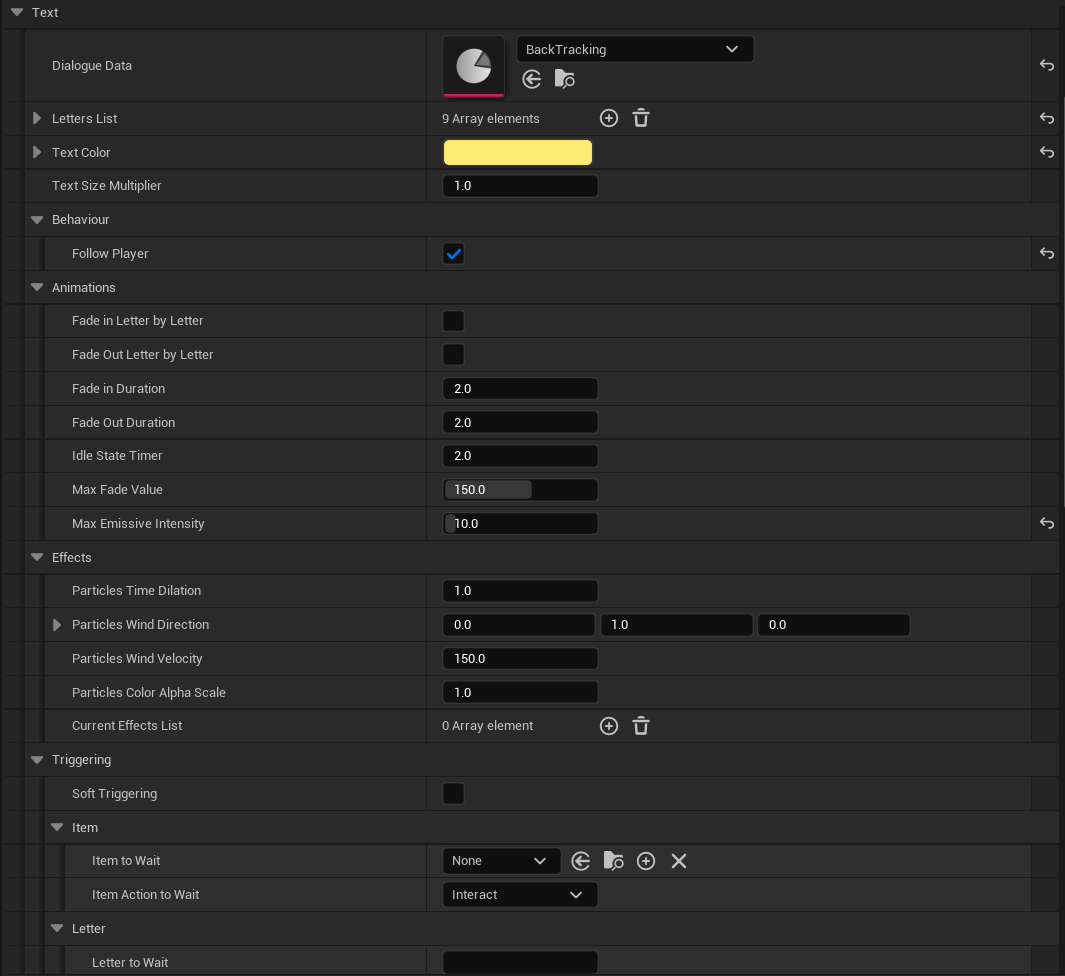 Text
Dialogue Data BackTracking
Letters List 9 Array elements
Text Color
Text Size Multiplier 1.0
Behaviour
Follow Player
Animations
Fade in Letter by Letter
Fade Out Letter by Letter
Fade in Duration 2.0
Fade Out Duration 2.0
Idle State Timer 2.0
Max Fade Value 150.0
Max Emissive Intensity 10.0
Effects
Particles Time Dilation 1.0
Particles Wind Direction 0.0 1.0 0.0
Particles Wind Velocity 150.0
Particles Color Alpha Scale 1.0
Current Effects List 0 Array element
Triggering
Soft Triggering
Item
Item to Wait None
Item Action to Wait Interact
Letter
Letter to Wait